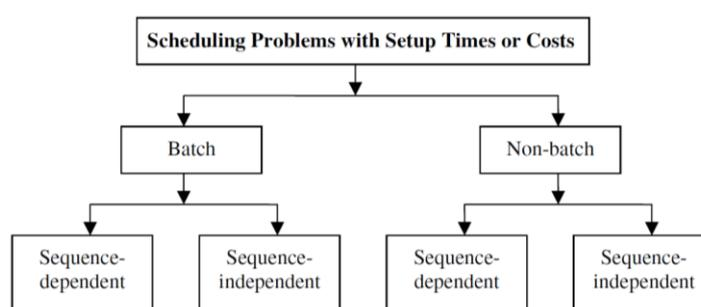 Scheduling Problems with Setup Times or Costs
Batch
Non-batch
Sequence-
dependent
Sequence-
independent
Sequence-
dependent
Sequence-
independent